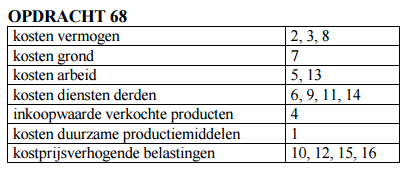 OPDRACHT 68
kosten vermogen 2, 3, 8
kosten grond 7
kosten arbeid 5, 13
kosten diensten derden 6, 9, 11, 14
inkoopwaarde verkochte producten 4
kosten duurzame productiemiddelen 1
kostprijsverhogende belastingen 10, 12, 15, 16